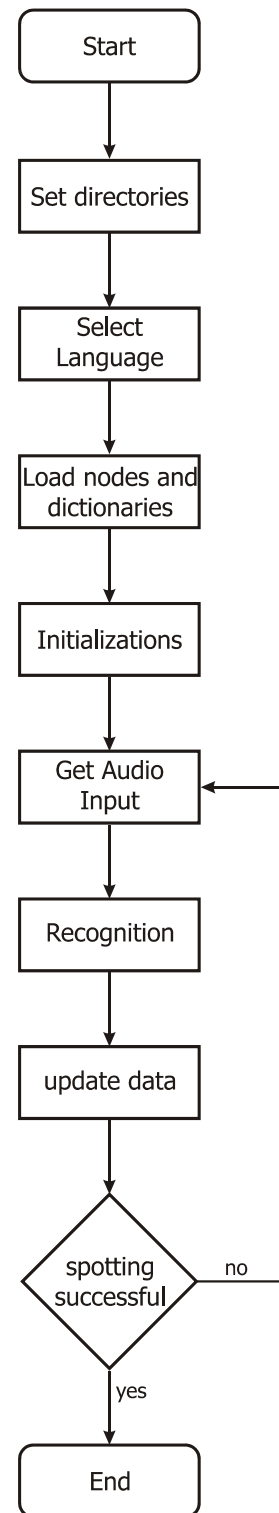 Start
Set directories
Select
Language
Load nodes and
dictionaries
Initializations
Get Audio
Input
Recognition
update data
spotting
successful
no
yes
End